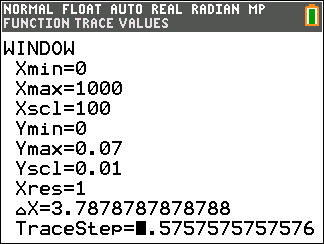 NORMAL FLOAT AUTO REAL RADIAN MP
FUNCTION TRACE VALUES
WINDOW
Xmin=0
Xmax=1000
Xscl=100
Ymin=0
Ymax=0.07
Yscl=0.01
Xres=1
△X=3.7878787878788
TraceStep=█.5757575757576